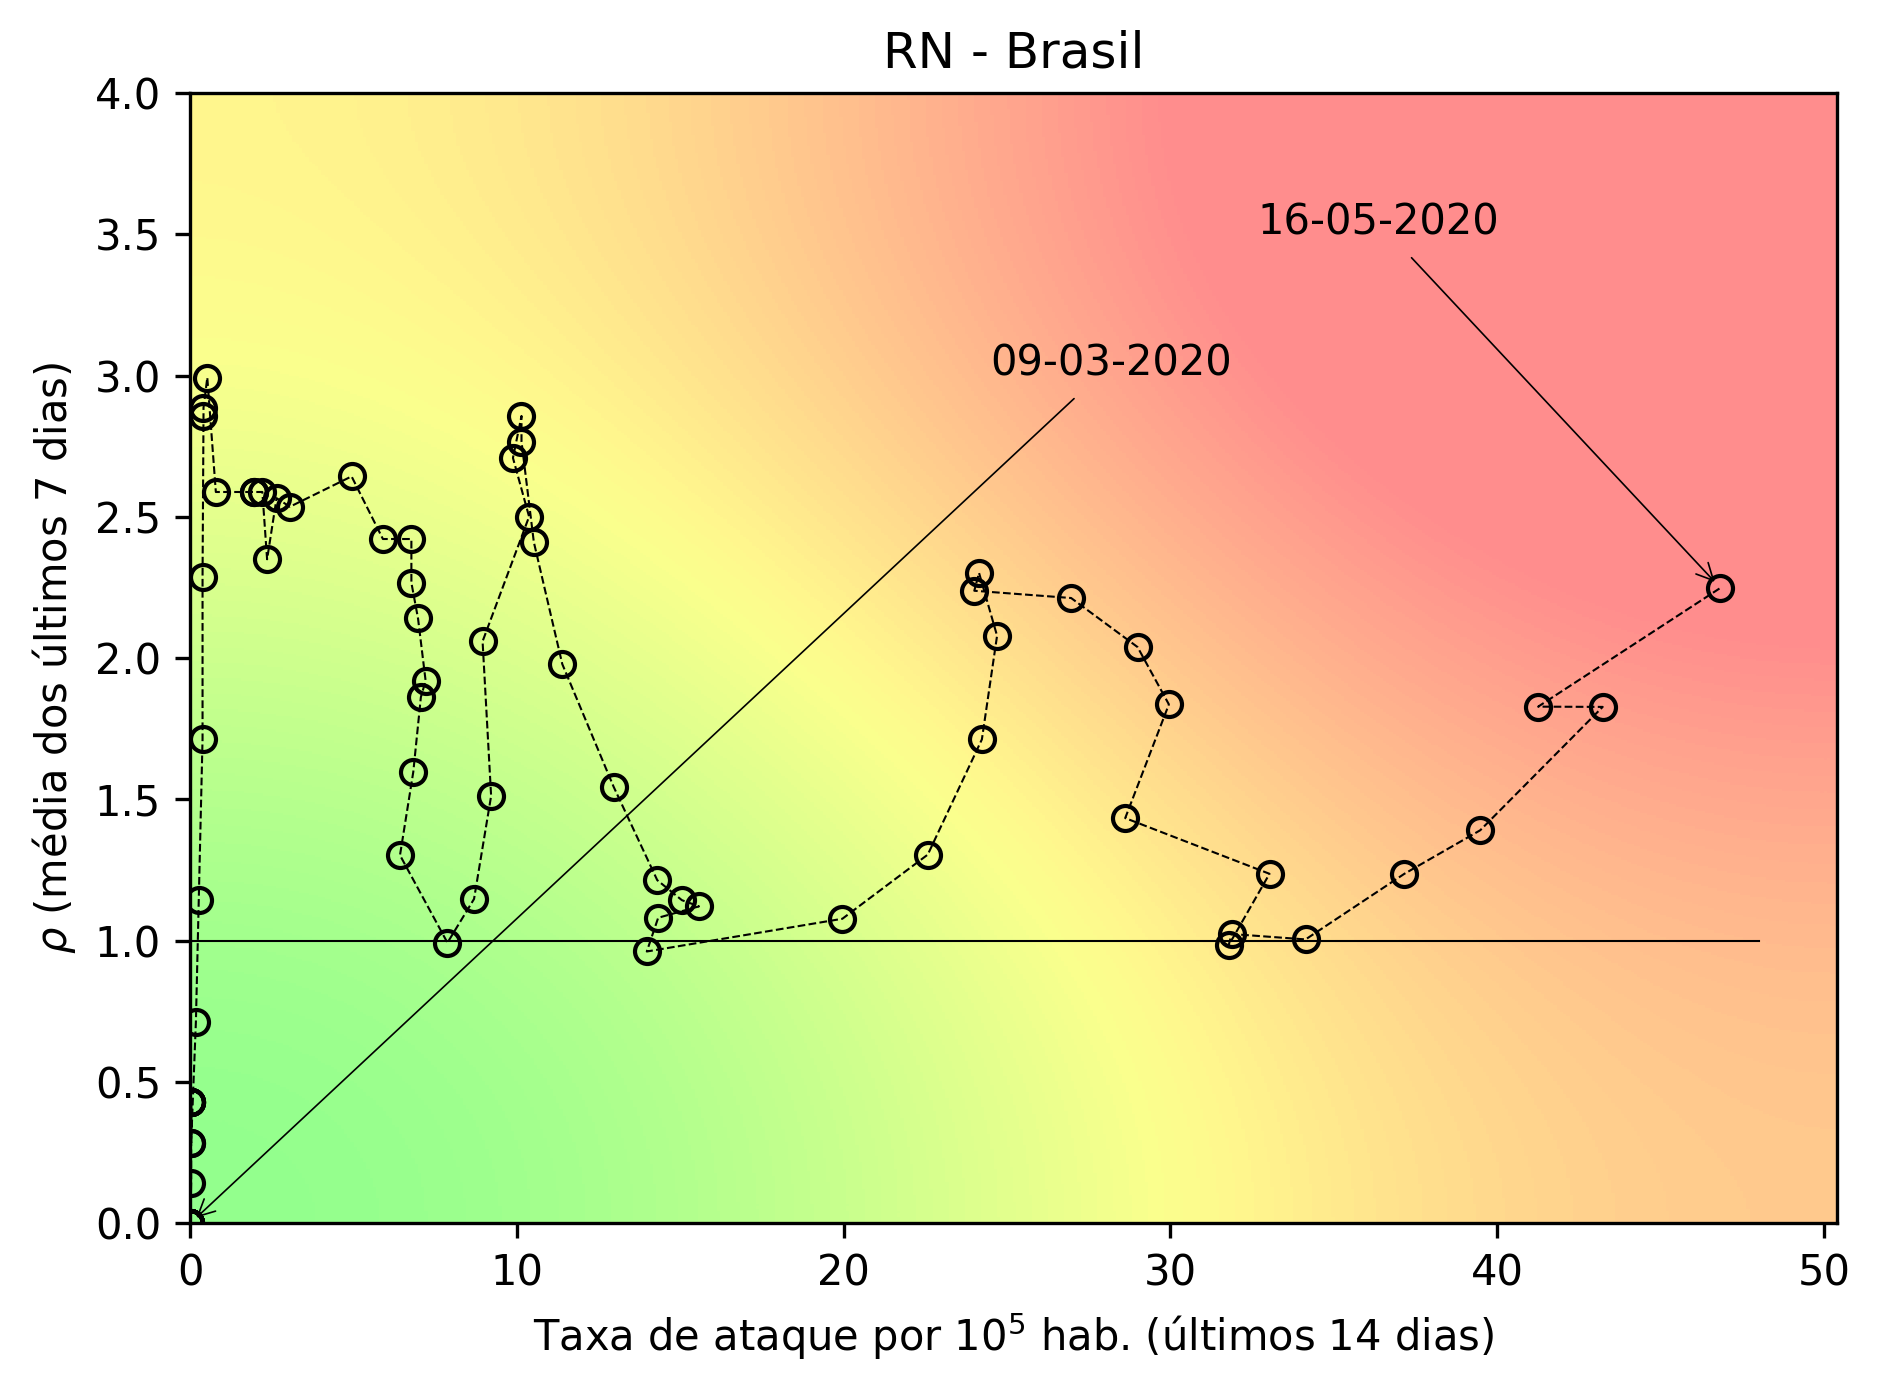 RN - Brasil
4.0
3.5
3.0
2.5
2.0
1.5
1.0
0.5
0.0
ρ (média dos últimos 7 dias)
16-05-2020
09-03-2020
0 10 20 30 40 50
Taxa de ataque por 10⁵ hab. (últimos 14 dias)